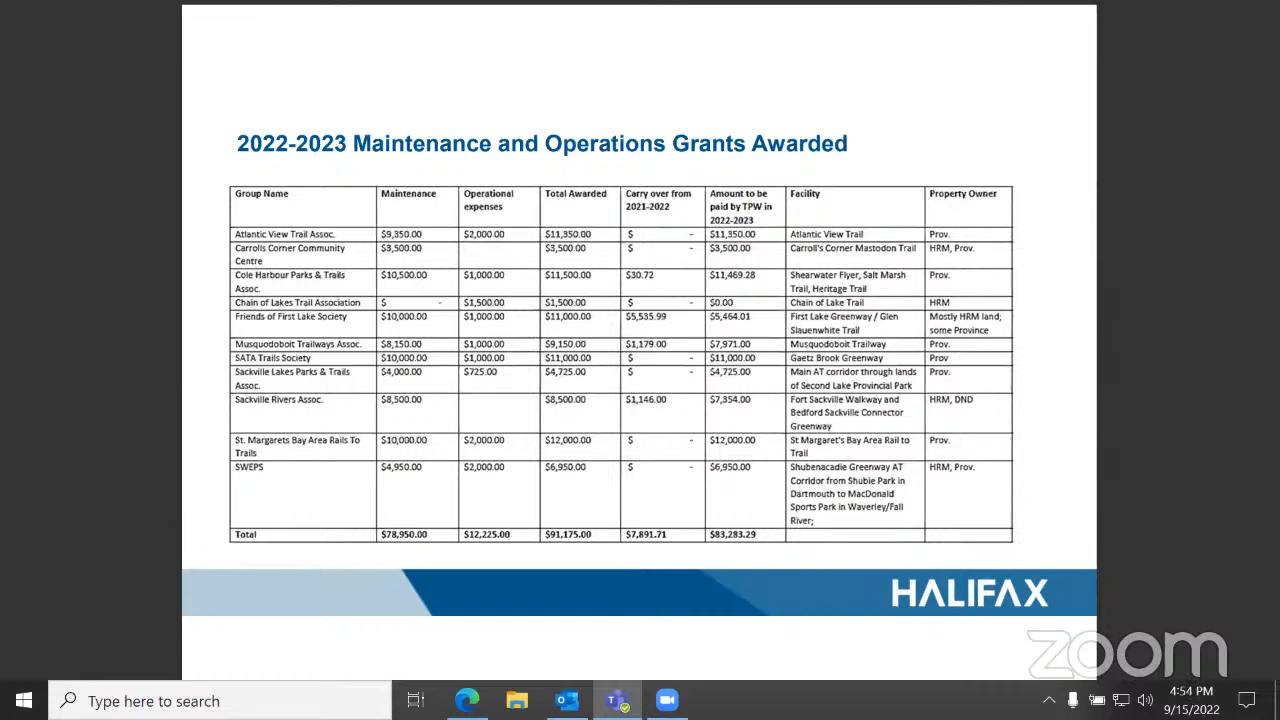 2022-2023 Maintenance and Operations Grants Awarded
Group Name Maintenance Operational expenses Total Awarded Carry over from 2021-2022 Amount to be paid by TPW in 2022-2023 Facility Property Owner
Atlantic View Trail Assoc. $9,350.00 $2,000.00 $11,350.00 $ - $11,350.00 Atlantic View Trail Prov.
Carrolls Corner Community Centre $3,500.00 $3,500.00 $ - $3,500.00 Carroll's Corner Mastodon Trail HRM, Prov.
Cole Harbour Parks & Trails Assoc. $10,500.00 $1,000.00 $11,500.00 $30.72 $11,469.28 Shearwater Flyer, Salt Marsh Trail, Heritage Trail Prov.
Chain of Lakes Trail Association $ - $1,500.00 $1,500.00 $ - $0.00 Chain of Lake Trail HRM
Friends of First Lake Society $10,000.00 $1,000.00 $11,000.00 $5,535.99 $5,464.01 First Lake Greenway / Glen Slauenwhite Trail Mostly HRM land; some Province
Musquodoboit Trailways Assoc. $8,150.00 $1,000.00 $9,150.00 $1,179.00 $7,971.00 Musquodoboit Trailway Prov.
SATA Trails Society $10,000.00 $1,000.00 $11,000.00 $ - $11,000.00 Gaetz Brook Greenway Prov
Sackville Lakes Parks & Trails Assoc. $4,000.00 $725.00 $4,725.00 $ - $4,725.00 Main AT corridor through lands of Second Lake Provincial Park Prov.
Sackville Rivers Assoc. $8,500.00 $8,500.00 $1,146.00 $7,354.00 Fort Sackville Walkway and Bedford Sackville Connector Greenway HRM, DND
St. Margarets Bay Area Rails To Trails $10,000.00 $2,000.00 $12,000.00 $ - $12,000.00 St Margaret's Bay Area Rail to Trail Prov.
SWEPS $4,950.00 $2,000.00 $6,950.00 $ - $6,950.00 Shubenacadie Greenway AT Corridor from Shubie Park in Dartmouth to MacDonald Sports Park in Waverley/Fall River; HRM, Prov.
Total $78,950.00 $12,225.00 $91,175.00 $7,891.71 $83,283.29
HALIFAX
zoom
Type here to search
4:54 PM
9/15/2022